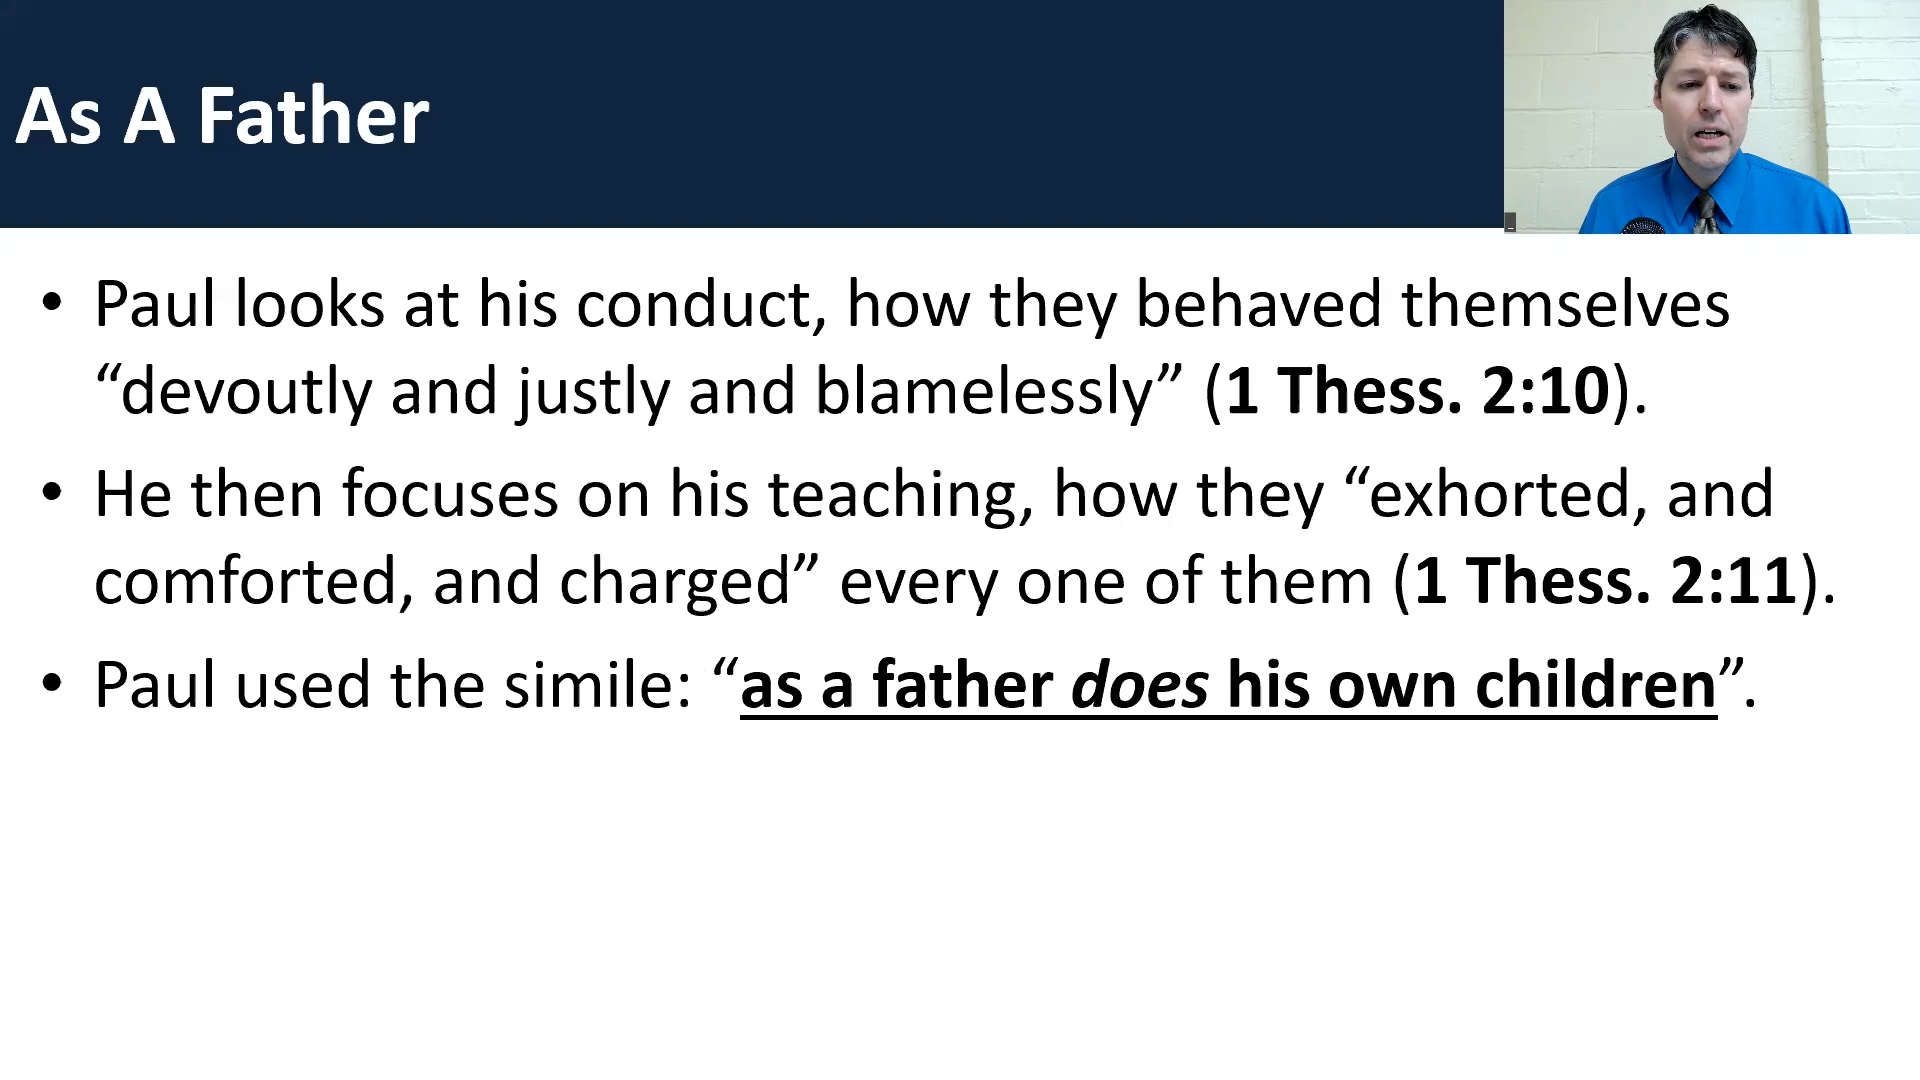 As A Father
• Paul looks at his conduct, how they behaved themselves
“devoutly and justly and blamelessly” (1 Thess. 2:10).
• He then focuses on his teaching, how they “exhorted, and
comforted, and charged” every one of them (1 Thess. 2:11).
• Paul used the simile: “as a father does his own children”.